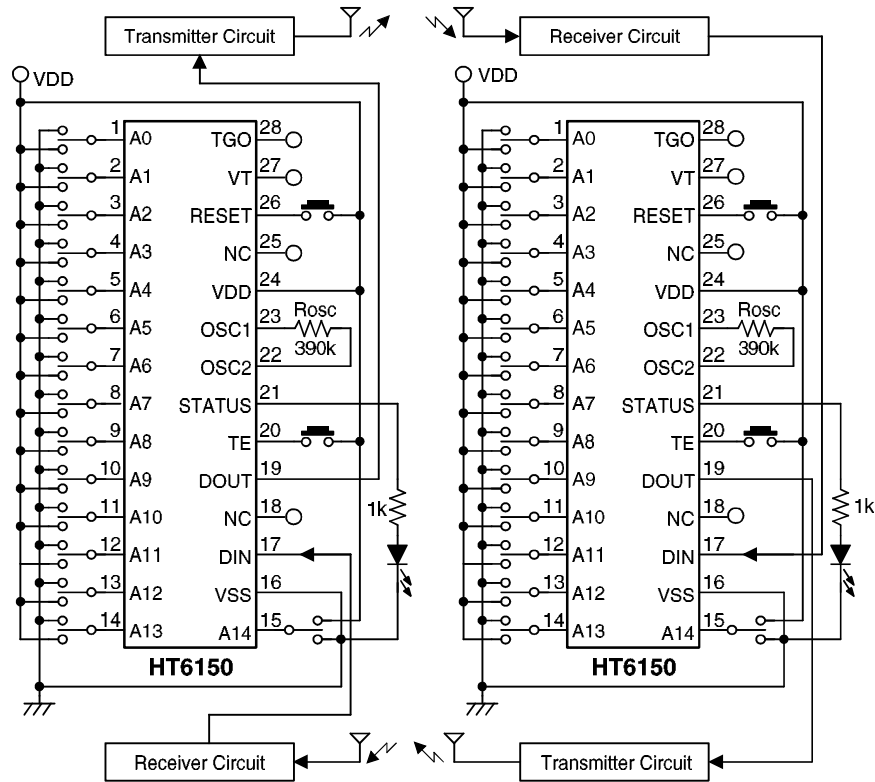 Transmitter Circuit
Receiver Circuit
VDD
1 A0 TGO 28
2 A1 VT 27
3 A2 RESET 26
4 A3 NC 25
5 A4 VDD 24
6 A5 OSC1 23 Rosc
7 A6 OSC2 22 390k
8 A7 STATUS 21
9 A8 TE 20
10 A9 DOUT 19
11 A10 NC 18 1k
12 A11 DIN 17
13 A12 VSS 16
14 A13 A14 15
HT6150
VDD
1 A0 TGO 28
2 A1 VT 27
3 A2 RESET 26
4 A3 NC 25
5 A4 VDD 24
6 A5 OSC1 23 Rosc
7 A6 OSC2 22 390k
8 A7 STATUS 21
9 A8 TE 20
10 A9 DOUT 19
11 A10 NC 18 1k
12 A11 DIN 17
13 A12 VSS 16
14 A13 A14 15
HT6150
Receiver Circuit
Transmitter Circuit